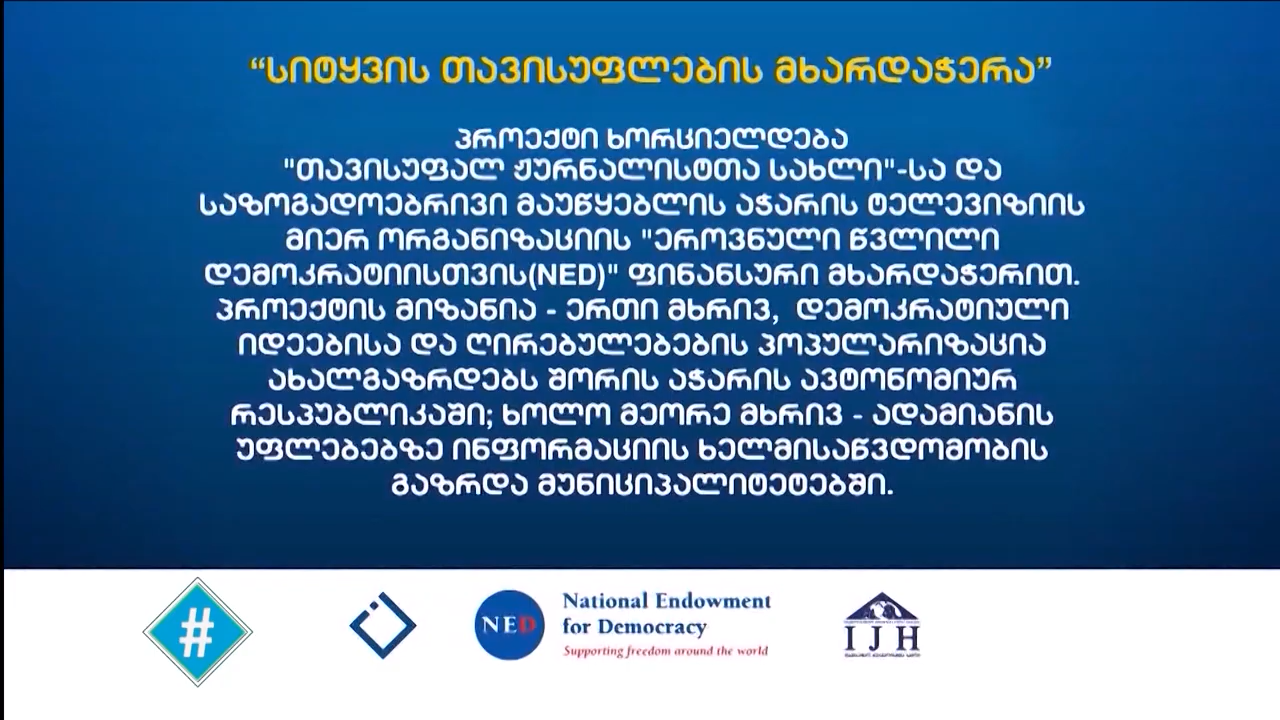 “სიტყვის თავისუფლების მხარდაჭერა”
პროექტი ხორციელდება
"თავისუფალ ჟურნალისტთა სახლი"-სა და
საზოგადოებრივი მაუწყებლის აჭარის ტელევიზიის
მიერ ორგანიზაციის "ეროვნული წვლილი
დემოკრატიისთვის(NED)" ფინანსური მხარდაჭერით.
პროექტის მიზანია - ერთი მხრივ, დემოკრატიული
იდეებისა და ღირებულებების პოპულარიზაცია
ახალგაზრდებს შორის აჭარის ავტონომიურ
რესპუბლიკაში; ხოლო მეორე მხრივ - ადამიანის
უფლებებზე ინფორმაციის ხელმისაწვდომობის
გაზრდა მუნიციპალიტეტებში.
#
NED
National Endowment
for Democracy
Supporting freedom around the world
IJH